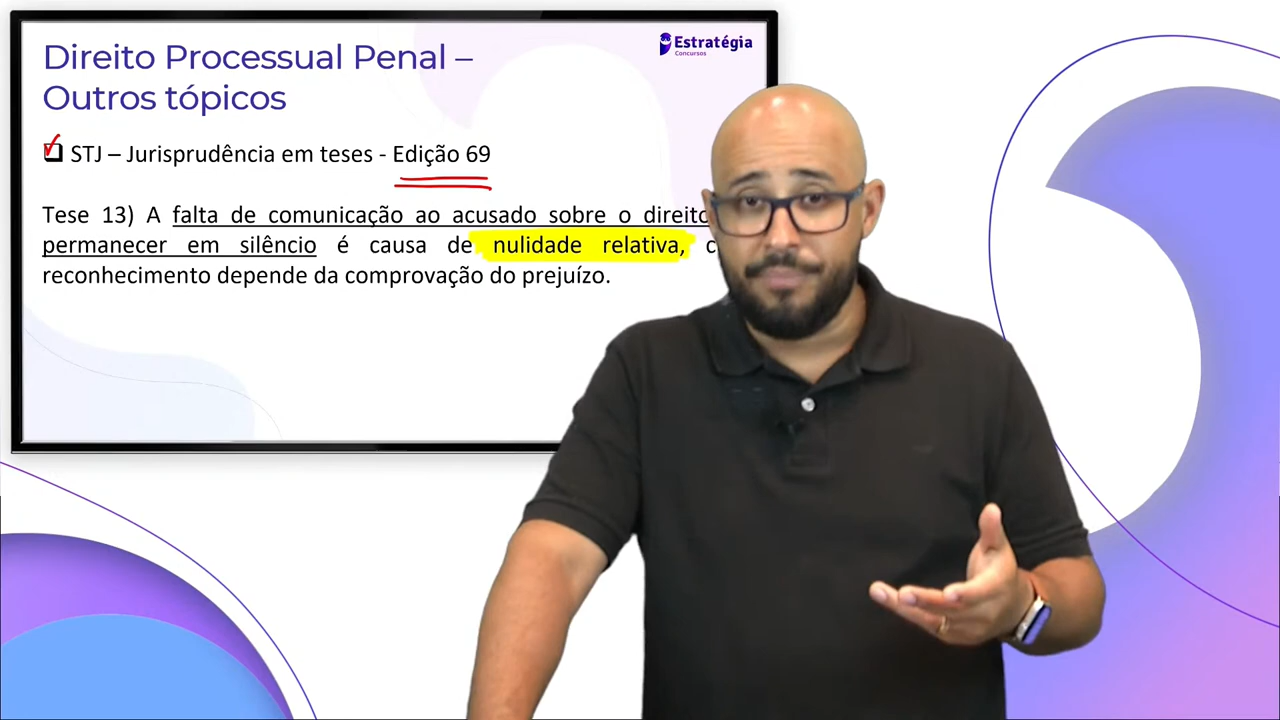 Direito Processual Penal –
Outros tópicos
Estratégia
Concursos
STJ – Jurisprudência em teses - Edição 69
Tese 13) A falta de comunicação ao acusado sobre o direito
permanecer em silêncio é causa de nulidade relativa,
reconhecimento depende da comprovação do prejuízo.